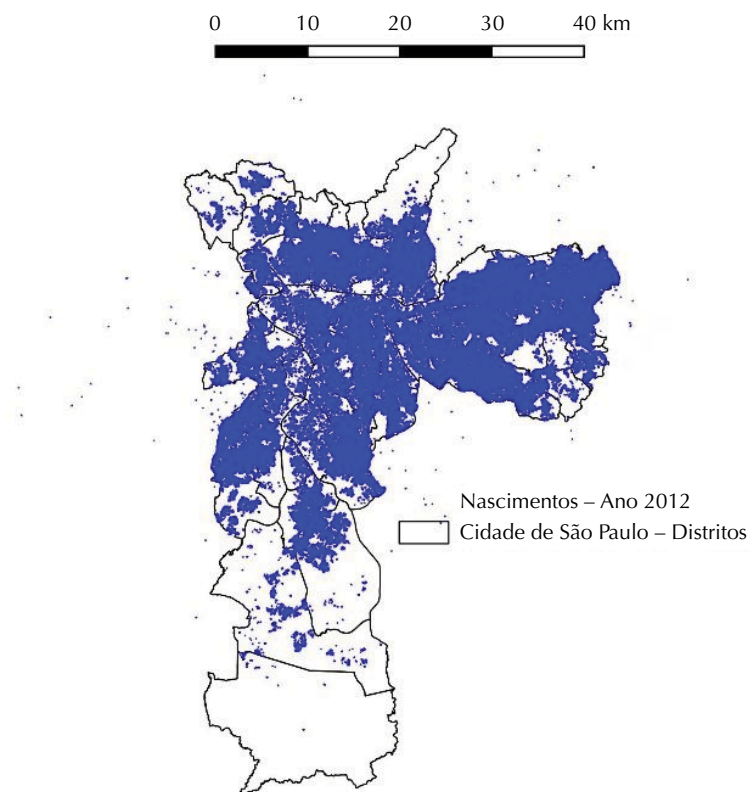 0 10 20 30 40 km
Nascimentos – Ano 2012
Cidade de São Paulo – Distritos